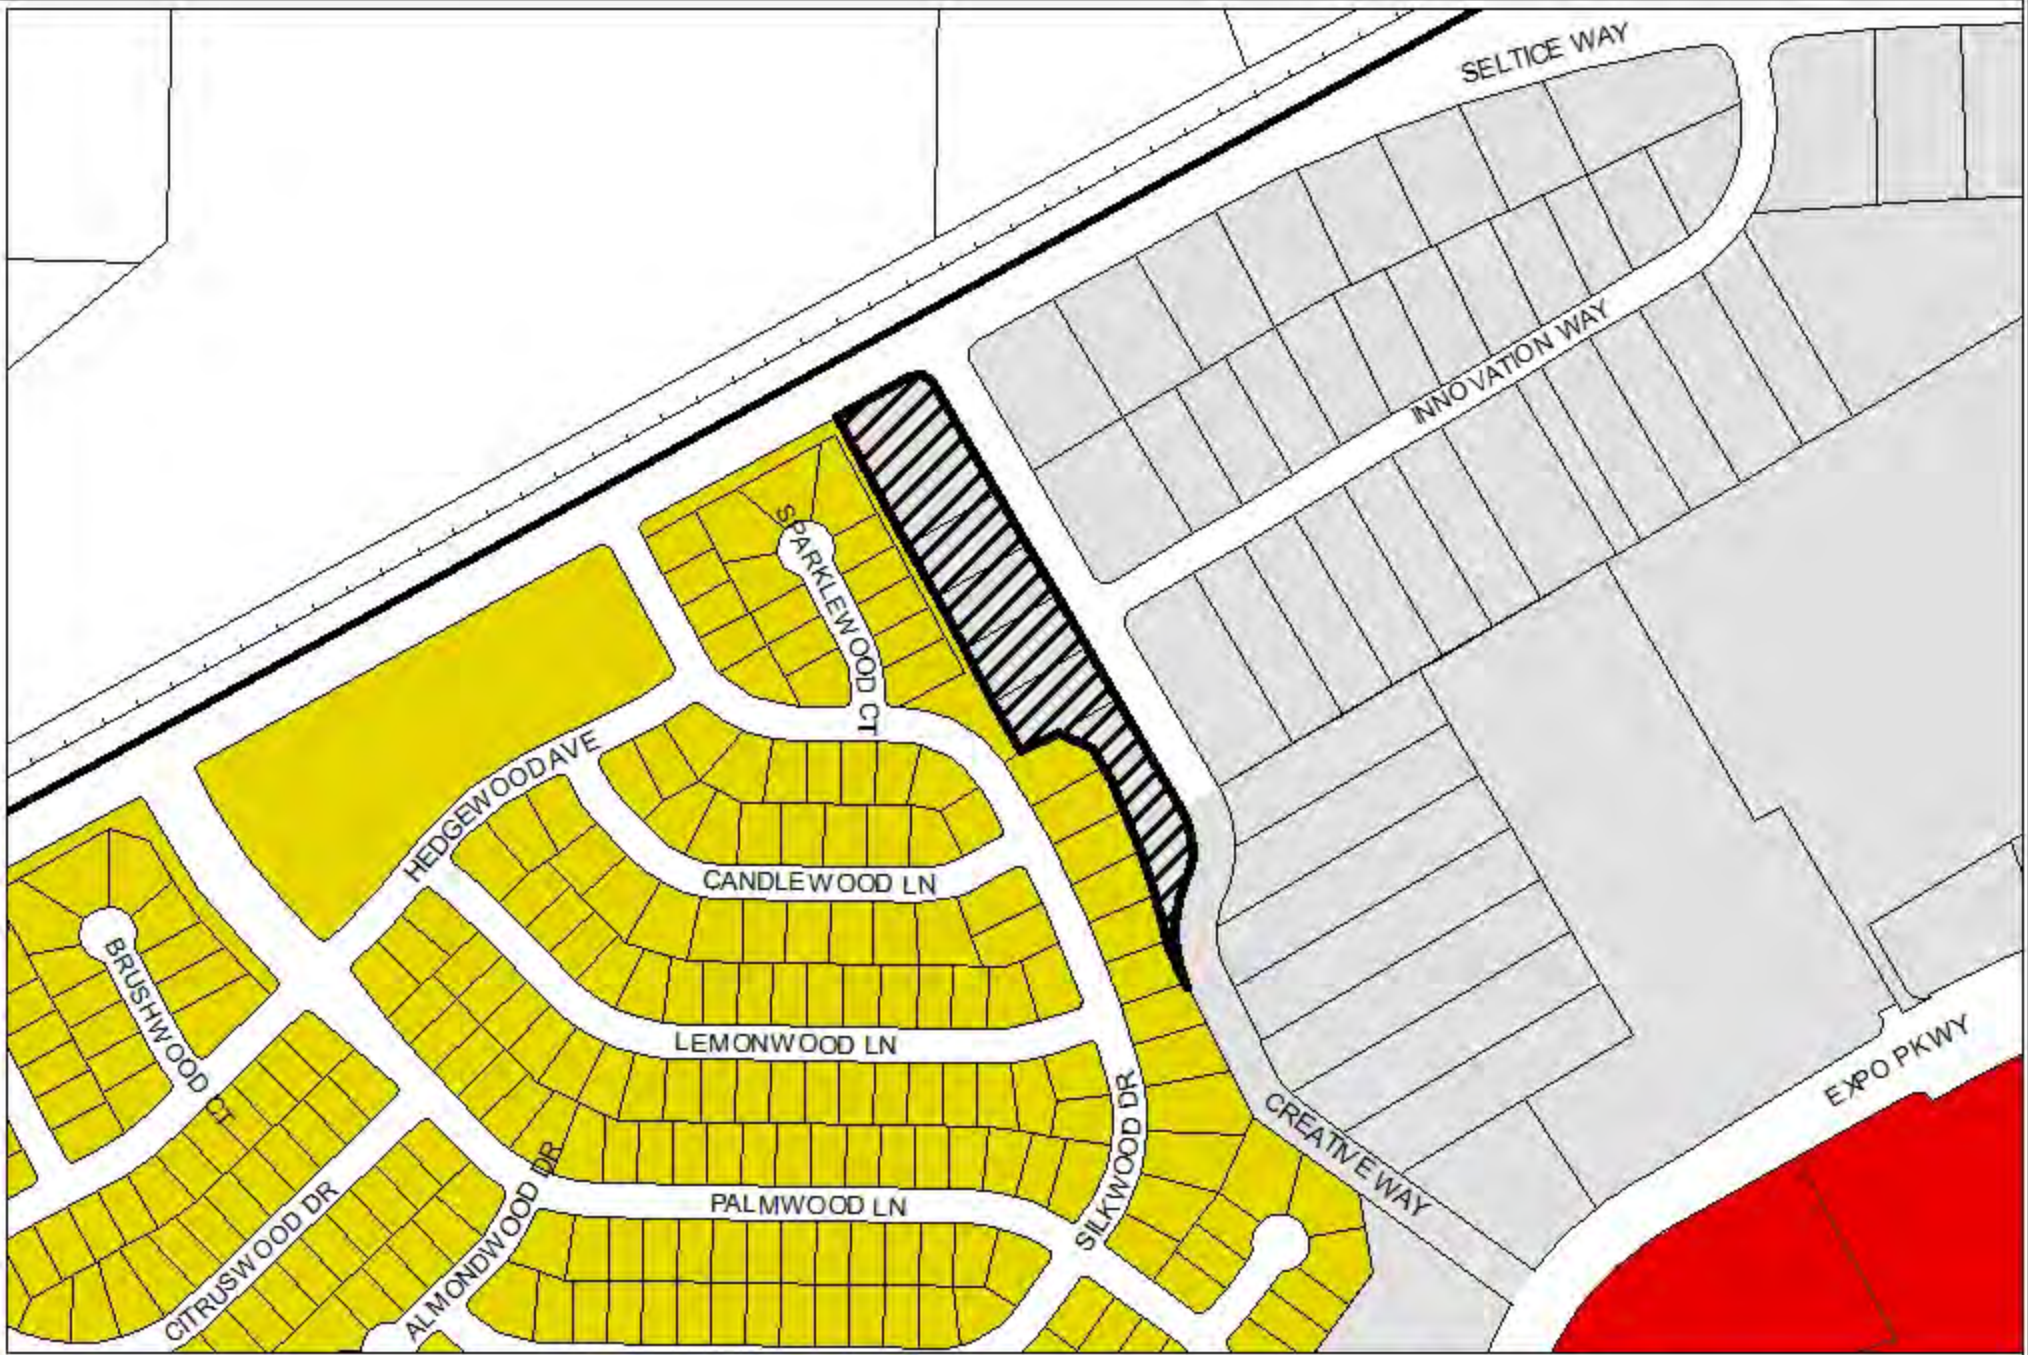 SELTICE WAY
INNOVATION WAY
SPARKLEWOOD CT
HEDGEWOOD AVE
CANDLEWOOD LN
BRUSHWOOD CT
LEMONWOOD LN
EXPO PKWY
SILKWOOD DR
CREATIVE WAY
PALMWOOD LN
CITRUSWOOD DR
ALMONDWOOD DR